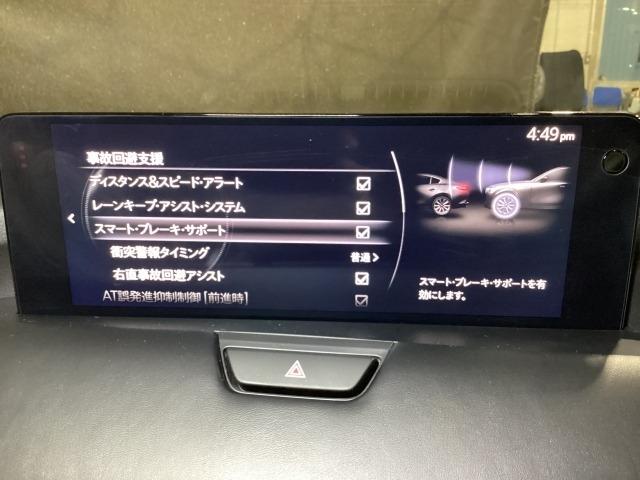 4:49pm
事故回避支援
ディスタンス&スピード・アラート
レーンキープ・アシスト・システム
スマート・ブレーキ・サポート
衝突警報タイミング 普通
右直事故回避アシスト
AT誤発進抑制制御[前進時]
スマート・ブレーキ・サポートを有
効にします。